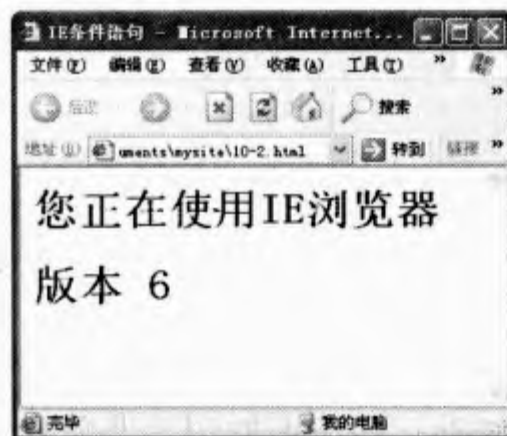 IE条件语句 - Microsoft Internet...
文件(F) 编辑(E) 查看(V) 收藏(A) 工具(T) »
后退 搜索 »
地址(D) uments\mysite\10-2.html 转到 链接 »
您正在使用IE浏览器
版本 6
完毕 我的电脑